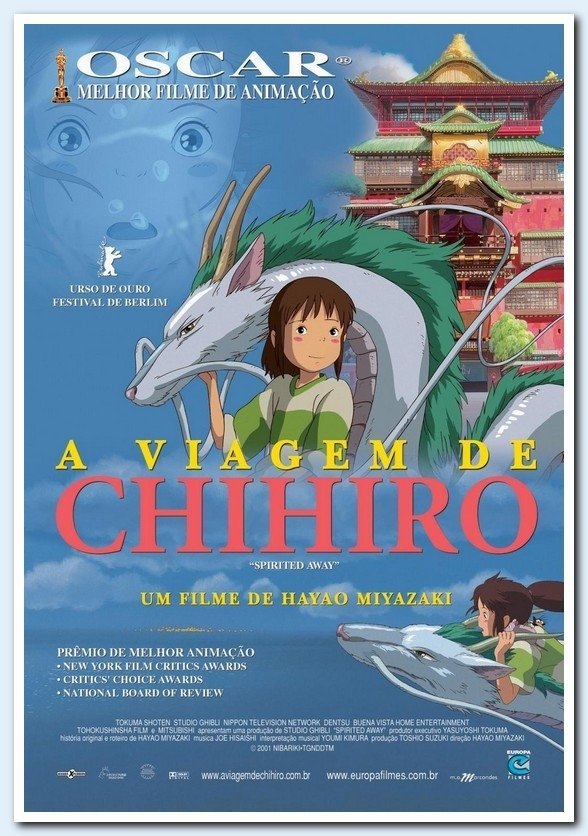 OSCAR®
MELHOR FILME DE ANIMAÇÃO
URSO DE OURO
FESTIVAL DE BERLIM
A VIAGEM DE
CHIHIRO
“SPIRITED AWAY”
UM FILME DE HAYAO MIYAZAKI
PRÊMIO DE MELHOR ANIMAÇÃO
• NEW YORK FILM CRITICS AWARDS
• CRITICS' CHOICE AWARDS
• NATIONAL BOARD OF REVIEW
TOKUMA SHOTEN STUDIO GHIBLI NIPPON TELEVISION NETWORK DENTSU BUENA VISTA HOME ENTERTAINMENT
TOHOKUSHINSHA FILM e MITSUBISHI apresentam uma produção de STUDIO GHIBLI “SPIRITED AWAY” produtor executivo YASUYOSHI TOKUMA
história original e roteiro de HAYAO MIYAZAKI musica JOE HISAISHI interpretação musical YOUMI KIMURA produção TOSHIO SUZUKI direção HAYAO MIYAZAKI
© 2001 NIBARIKI•TGNDDTM
www.aviagemdechihiro.com.br www.europafilmes.com.br
EUROPA
FILMES